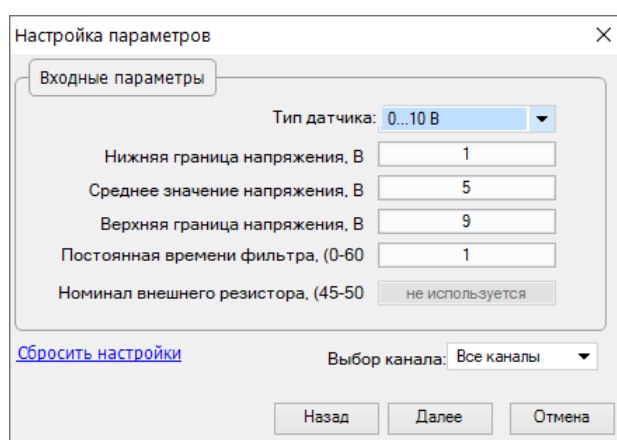 Настройка параметров
Входные параметры
Тип датчика: 0...10 В
Нижняя граница напряжения, В 1
Среднее значение напряжения, В 5
Верхняя граница напряжения, В 9
Постоянная времени фильтра, (0-60 1
Номинал внешнего резистора, (45-50 не используется
Сбросить настройки Выбор канала: Все каналы
Назад Далее Отмена